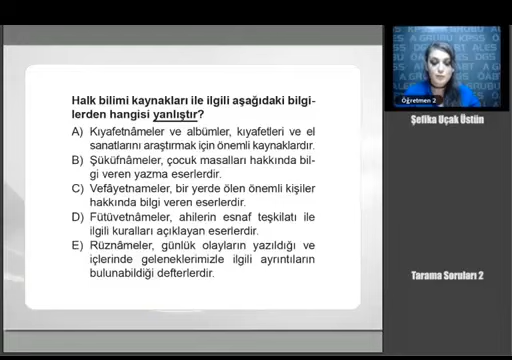 Halk bilimi kaynakları ile ilgili aşağıdaki bilgi-
lerden hangisi yanlıştır?
A) Kıyafetnâmeler ve albümler, kıyafetleri ve el
sanatlarını araştırmak için önemli kaynaklardır.
B) Şüküfnâmeler, çocuk masalları hakkında bil-
gi veren yazma eserlerdir.
C) Vefâyetnameler, bir yerde ölen önemli kişiler
hakkında bilgi veren eserlerdir.
D) Fütüvetnâmeler, ahilerin esnaf teşkilatı ile
ilgili kuralları açıklayan eserlerdir.
E) Rüznâmeler, günlük olayların yazıldığı ve
içlerinde geleneklerimizle ilgili ayrıntıların
bulunabildiği defterlerdir.
Öğretmen 2
Şefika Uçak Üstün
Tarama Soruları 2